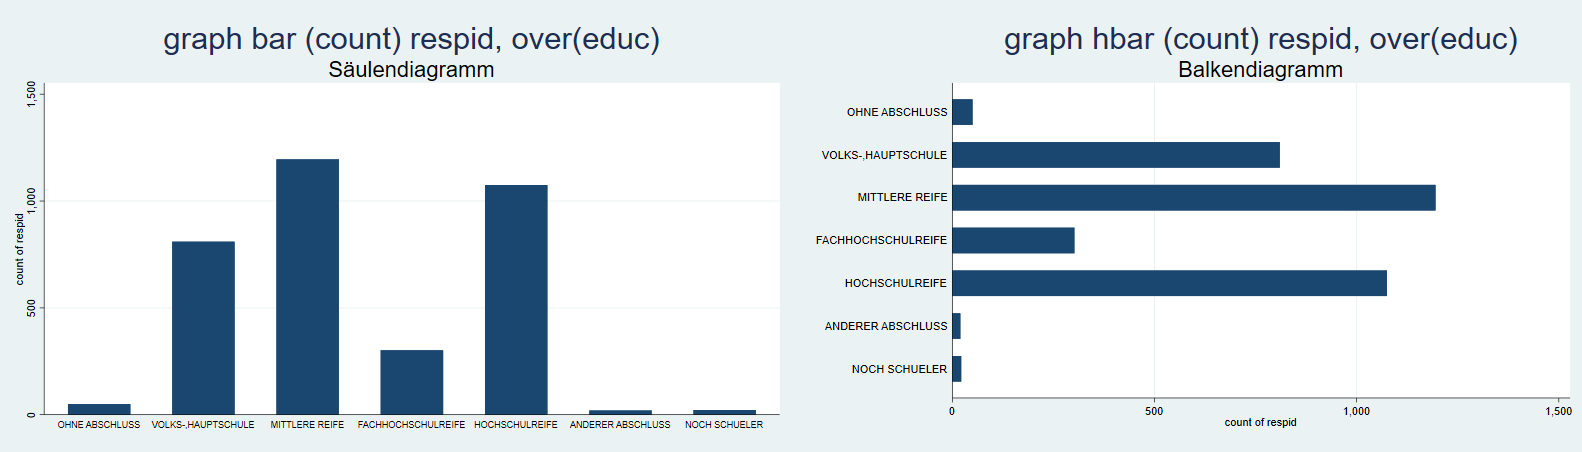 graph bar (count) respid, over(educ)
Säulendiagramm
1,500
1,000
500
0
count of respid
OHNE ABSCHLUSS
VOLKS-,HAUPTSCHULE
MITTLERE REIFE
FACHHOCHSCHULREIFE
HOCHSCHULREIFE
ANDERER ABSCHLUSS
NOCH SCHUELER
graph hbar (count) respid, over(educ)
Balkendiagramm
OHNE ABSCHLUSS
VOLKS-,HAUPTSCHULE
MITTLERE REIFE
FACHHOCHSCHULREIFE
HOCHSCHULREIFE
ANDERER ABSCHLUSS
NOCH SCHUELER
0
500
1,000
1,500
count of respid